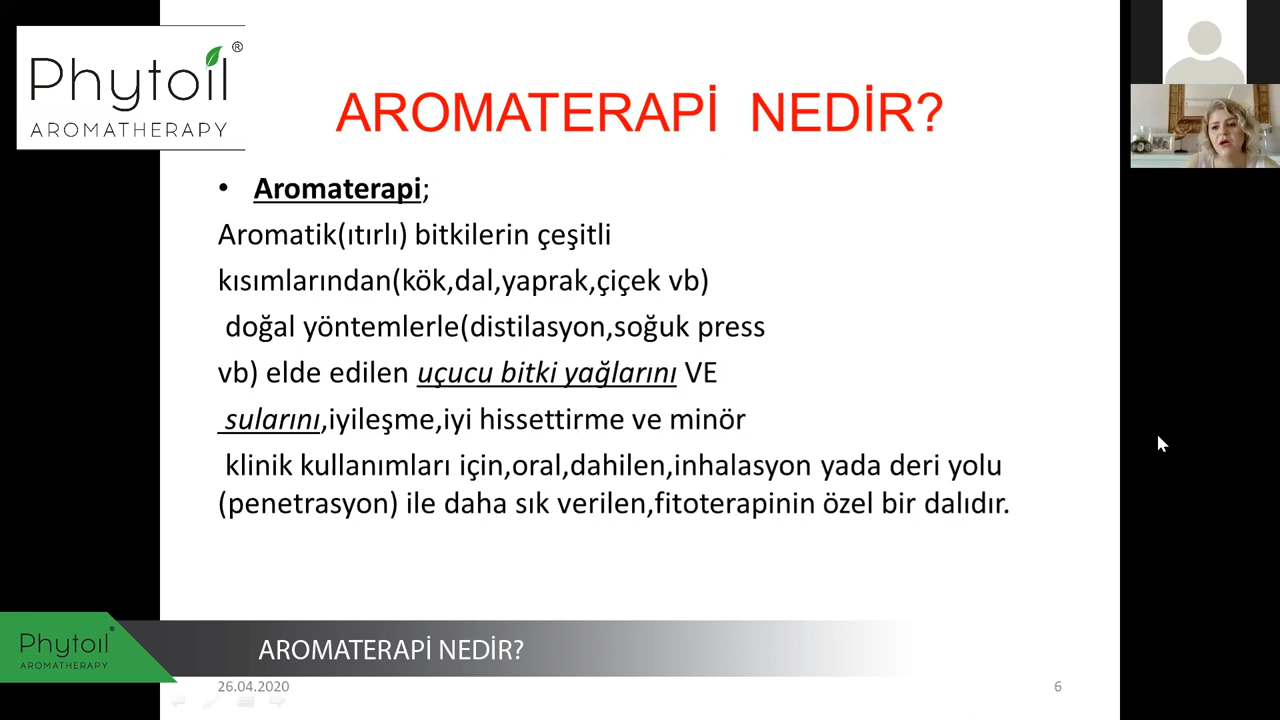 Phytoil®
AROMATHERAPY
AROMATERAPİ NEDİR?
• Aromaterapi;
Aromatik(ıtırlı) bitkilerin çeşitli
kısımlarından(kök,dal,yaprak,çiçek vb)
doğal yöntemlerle(distilasyon,soğuk press
vb) elde edilen uçucu bitki yağlarını VE
sularını,iyileşme,iyi hissettirme ve minör
klinik kullanımları için,oral,dahilen,inhalasyon yada deri yolu
(penetrasyon) ile daha sık verilen,fitoterapinin özel bir dalıdır.
Phytoil®
AROMATHERAPY
AROMATERAPİ NEDİR?
26.04.2020
6